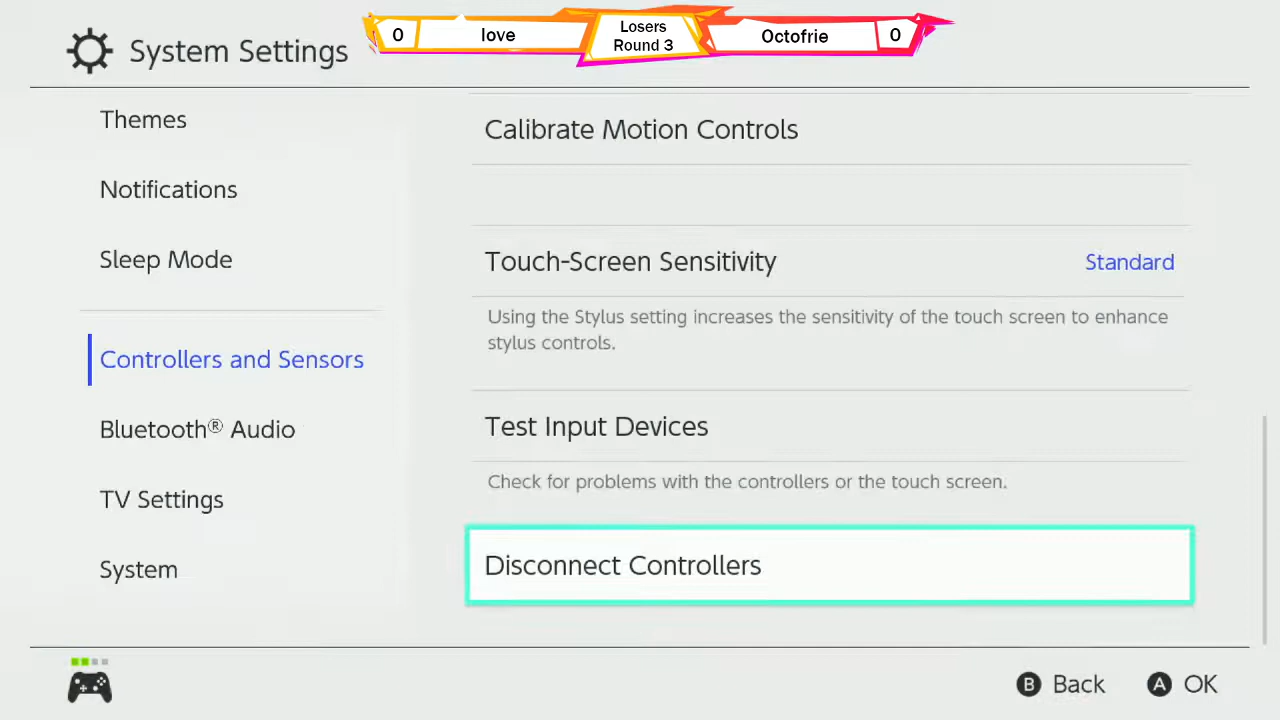 System Settings
0
love
Losers
Round 3
Octofrie
0
Themes
Notifications
Sleep Mode
Controllers and Sensors
Bluetooth® Audio
TV Settings
System
Calibrate Motion Controls
Touch-Screen Sensitivity
Standard
Using the Stylus setting increases the sensitivity of the touch screen to enhance
stylus controls.
Test Input Devices
Check for problems with the controllers or the touch screen.
Disconnect Controllers
B Back
A OK